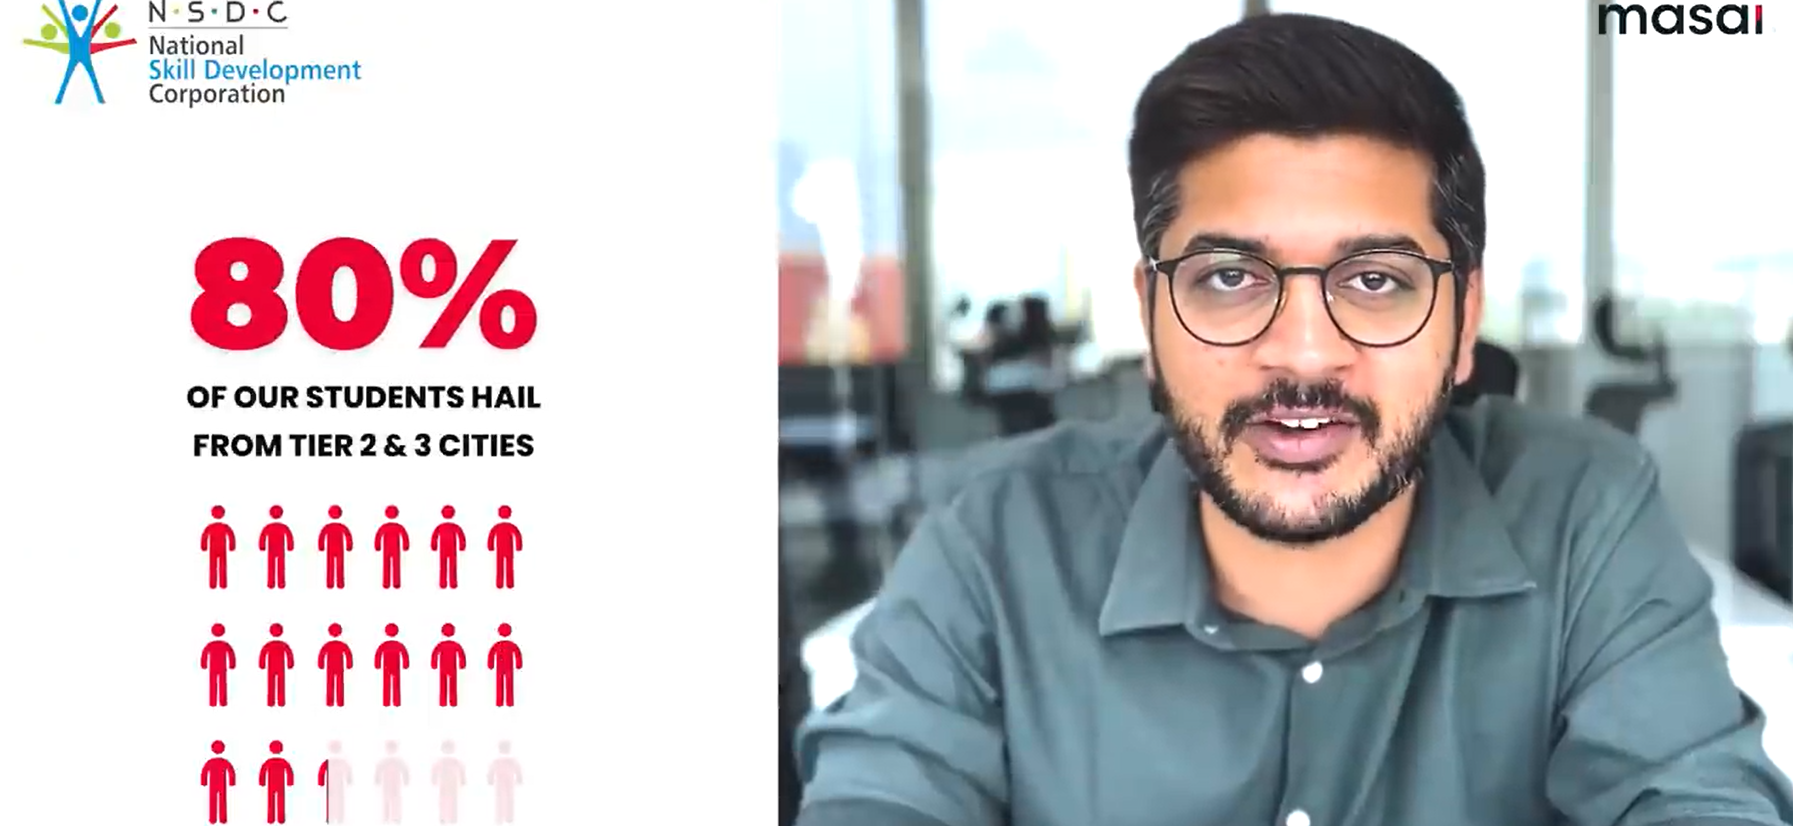 N·S·D·C
National
Skill Development
Corporation
masai
80%
OF OUR STUDENTS HAIL
FROM TIER 2 & 3 CITIES